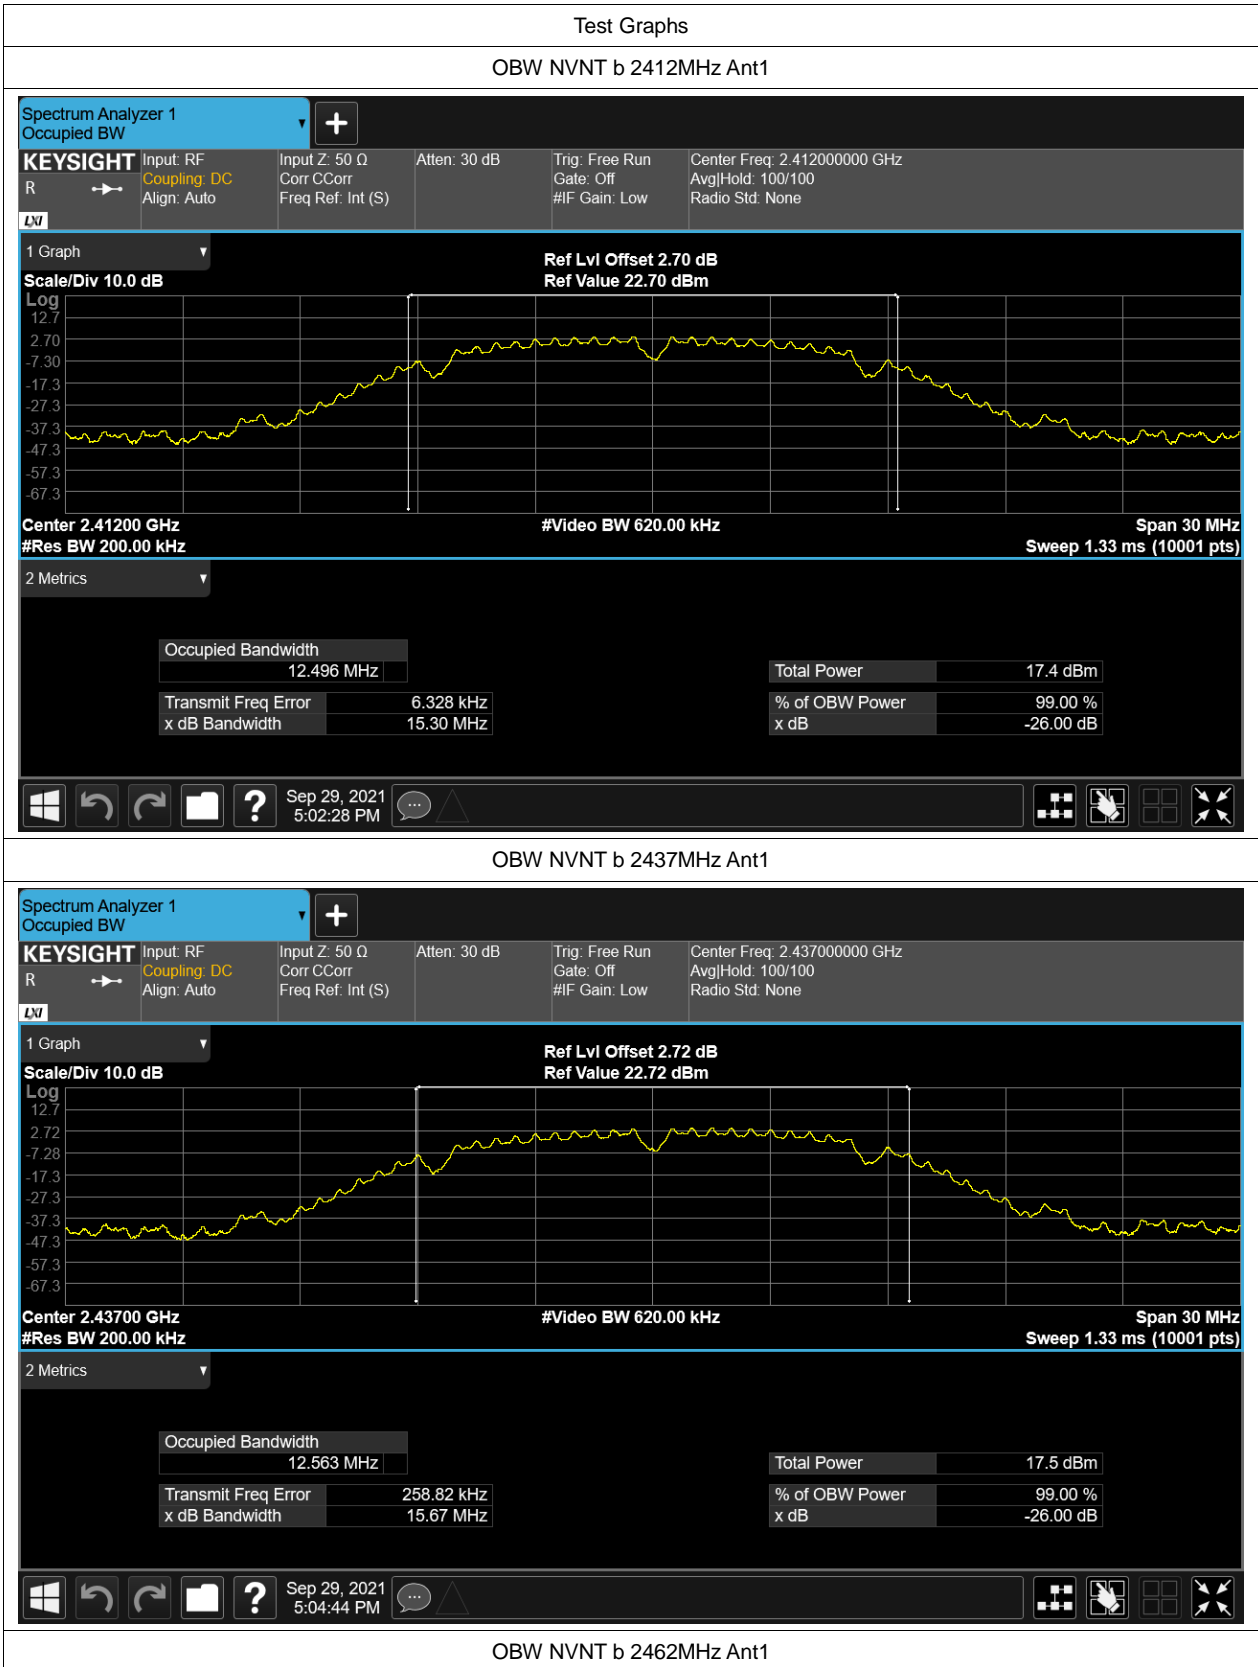 Test Graphs
OBW NVNT b 2412MHz Ant1
Spectrum Analyzer 1
Occupied BW
KEYSIGHT Input: RF Input Z: 50 Ω Atten: 30 dB Trig: Free Run Center Freq: 2.412000000 GHz
R Coupling: DC Corr CCorr Gate: Off Avg|Hold: 100/100
Align: Auto Freq Ref: Int (S) #IF Gain: Low Radio Std: None
LXI
1 Graph
Ref Lvl Offset 2.70 dB
Scale/Div 10.0 dB Ref Value 22.70 dBm
Log
12.7
2.70
-7.30
-17.3
-27.3
-37.3
-47.3
-57.3
-67.3
Center 2.41200 GHz #Video BW 620.00 kHz Span 30 MHz
#Res BW 200.00 kHz Sweep 1.33 ms (10001 pts)
2 Metrics
Occupied Bandwidth
12.496 MHz Total Power 17.4 dBm
Transmit Freq Error 6.328 kHz % of OBW Power 99.00 %
x dB Bandwidth 15.30 MHz x dB -26.00 dB
? Sep 29, 2021
5:02:28 PM
OBW NVNT b 2437MHz Ant1
Spectrum Analyzer 1
Occupied BW
KEYSIGHT Input: RF Input Z: 50 Ω Atten: 30 dB Trig: Free Run Center Freq: 2.437000000 GHz
R Coupling: DC Corr CCorr Gate: Off Avg|Hold: 100/100
Align: Auto Freq Ref: Int (S) #IF Gain: Low Radio Std: None
LXI
1 Graph
Ref Lvl Offset 2.72 dB
Scale/Div 10.0 dB Ref Value 22.72 dBm
Log
12.7
2.72
-7.28
-17.3
-27.3
-37.3
-47.3
-57.3
-67.3
Center 2.43700 GHz #Video BW 620.00 kHz Span 30 MHz
#Res BW 200.00 kHz Sweep 1.33 ms (10001 pts)
2 Metrics
Occupied Bandwidth
12.563 MHz Total Power 17.5 dBm
Transmit Freq Error 258.82 kHz % of OBW Power 99.00 %
x dB Bandwidth 15.67 MHz x dB -26.00 dB
? Sep 29, 2021
5:04:44 PM
OBW NVNT b 2462MHz Ant1